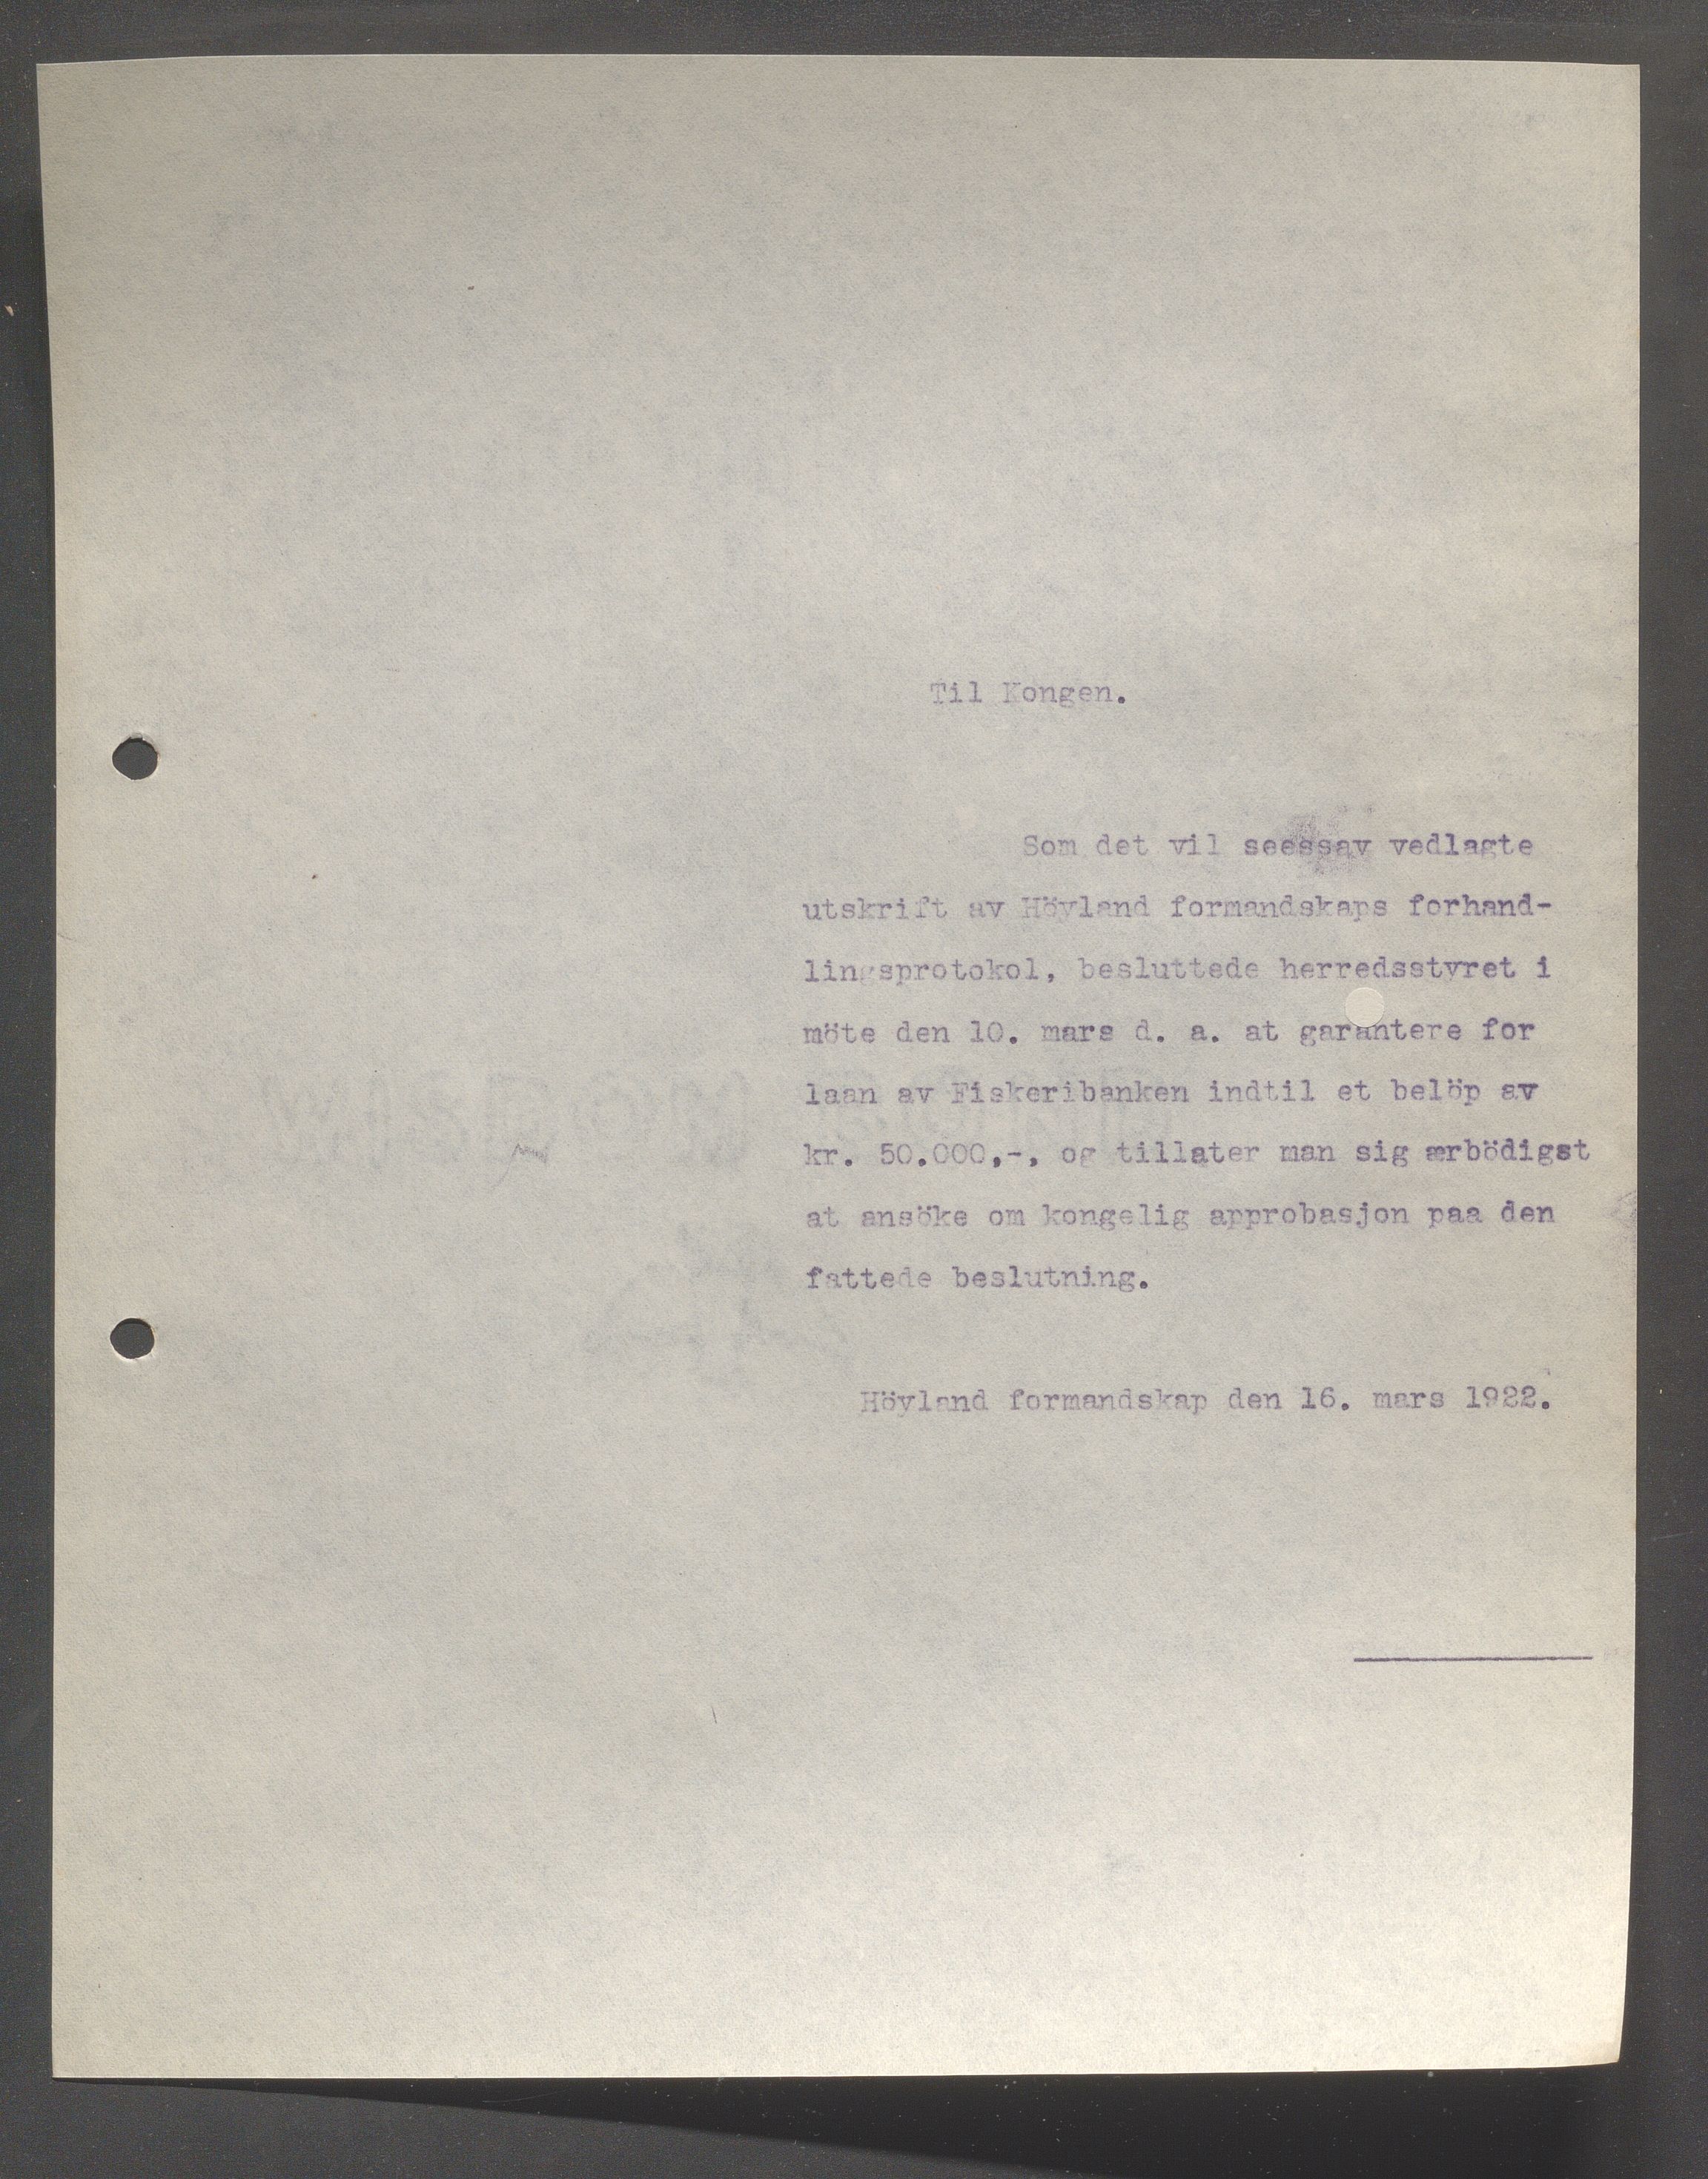 Til Kongen.
Som det vil seessav vedlagte
utskrift av Höyland formandskaps forhand-
lingsprotokol, besluttede herredsstyret i
möte den 10. mars d. a. at garantere for
laan av Fiskeribanken indtil et belöp av
kr. 50.000,-, og tillater man sig ærbödigst
at ansöke om kongelig approbasjon paa den
fattede beslutning.
Höyland formandskap den 16. mars 1922.